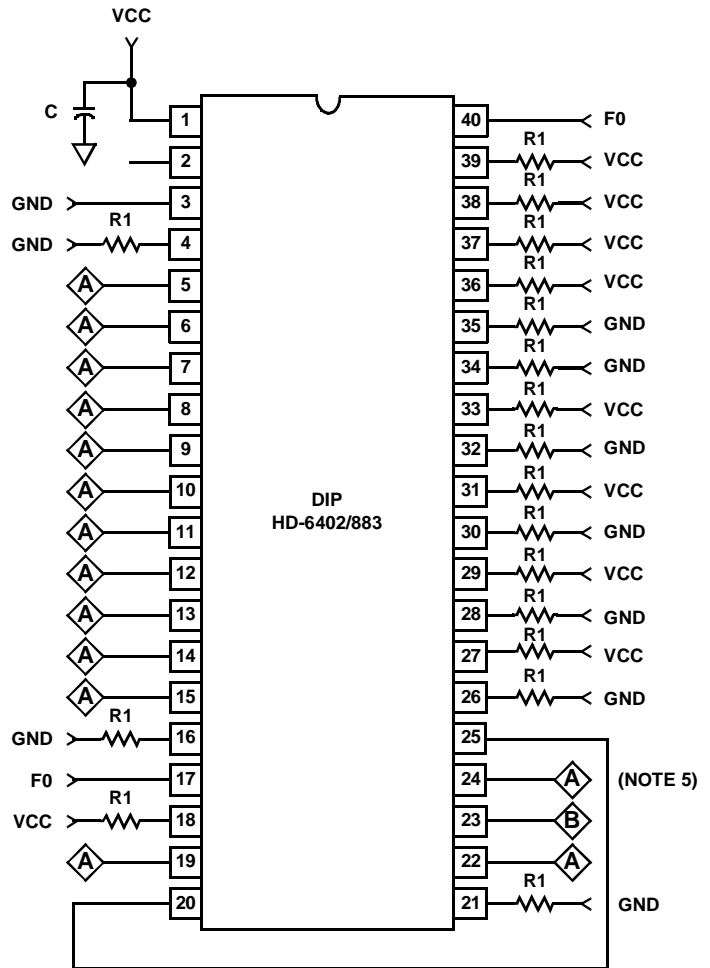 VCC
C
1 40 F0
R1
2 39 VCC
R1
GND 3 38 VCC
R1 R1
GND 4 37 VCC
R1
A 5 36 VCC
R1
A 6 35 GND
R1
A 7 34 GND
R1
A 8 33 VCC
R1
A 9 32 GND
R1
A 10 31 VCC
R1
A 11 30 GND
R1
A 12 29 VCC
R1
A 13 28 GND
R1
A 14 27 VCC
R1
A 15 26 GND
R1
GND 16 25
F0 17 24 A (NOTE 5)
R1
VCC 18 23 B
A 19 22 A
R1
20 21 GND
DIP
HD-6402/883